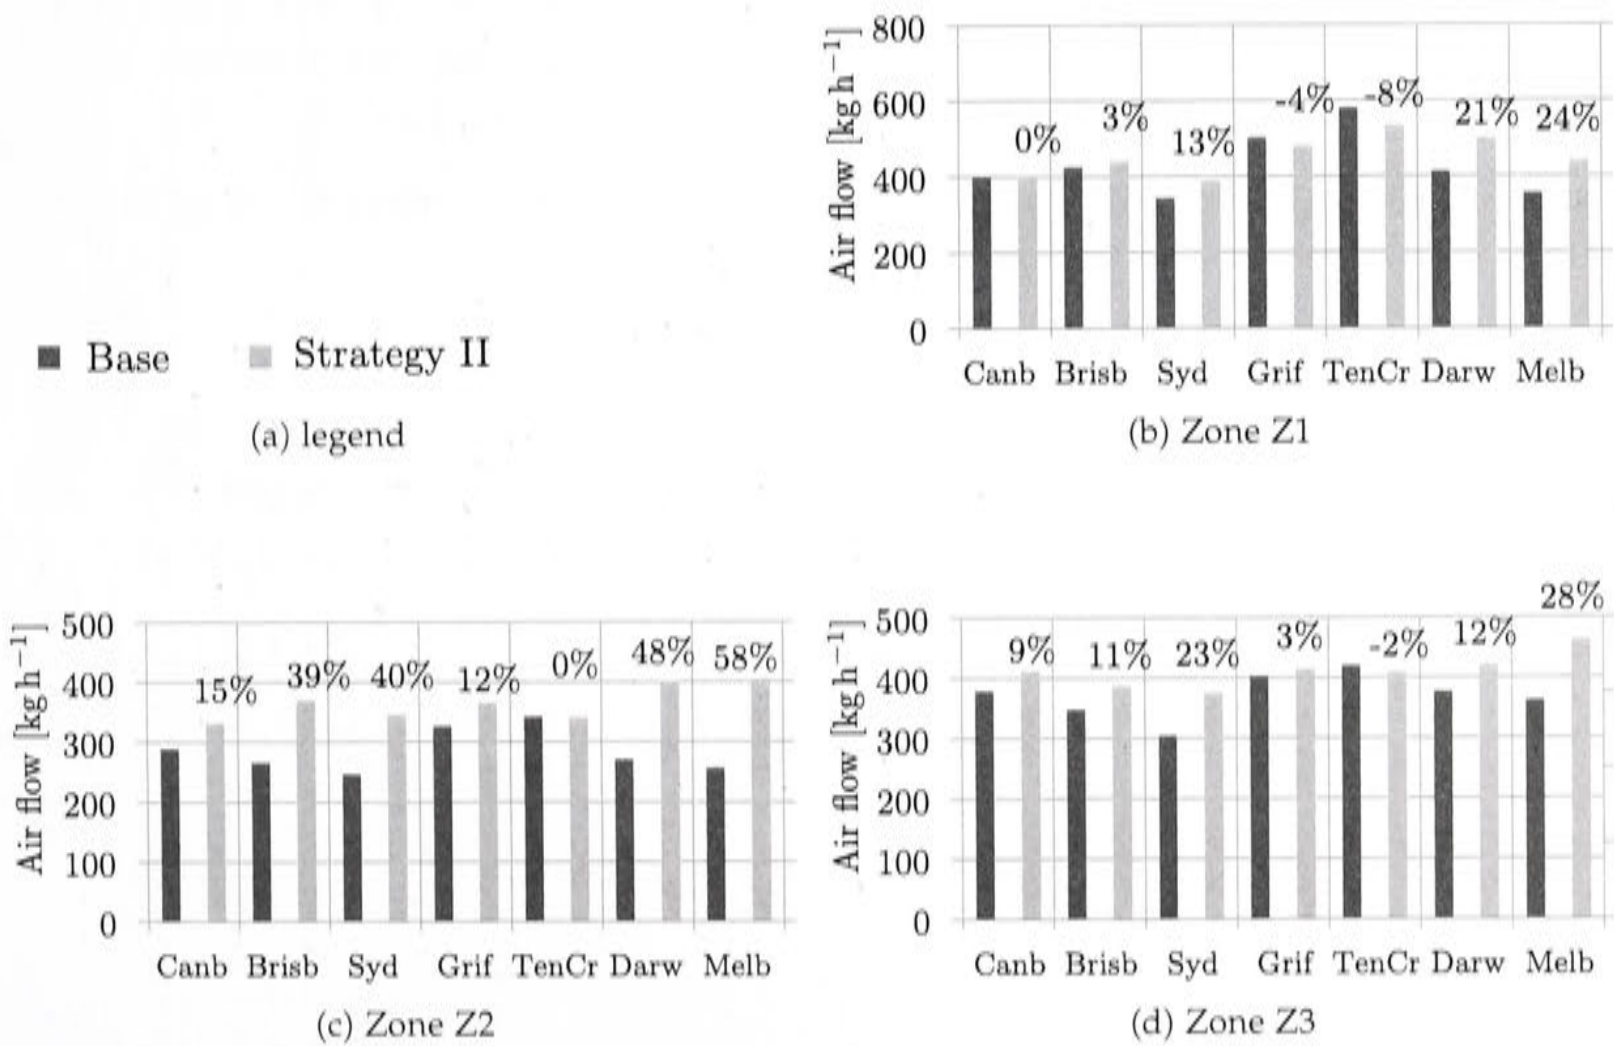 Base Strategy II
(a) legend
Air flow [kg h⁻¹]
800
600
400
200
0
0% 3% 13% -4% -8% 21% 24%
Canb Brisb Syd Grif TenCr Darw Melb
(b) Zone Z1
Air flow [kg h⁻¹]
500
400
300
200
100
0
15% 39% 40% 12% 0% 48% 58%
Canb Brisb Syd Grif TenCr Darw Melb
(c) Zone Z2
Air flow [kg h⁻¹]
500
400
300
200
100
0
9% 11% 23% 3% -2% 12% 28%
Canb Brisb Syd Grif TenCr Darw Melb
(d) Zone Z3